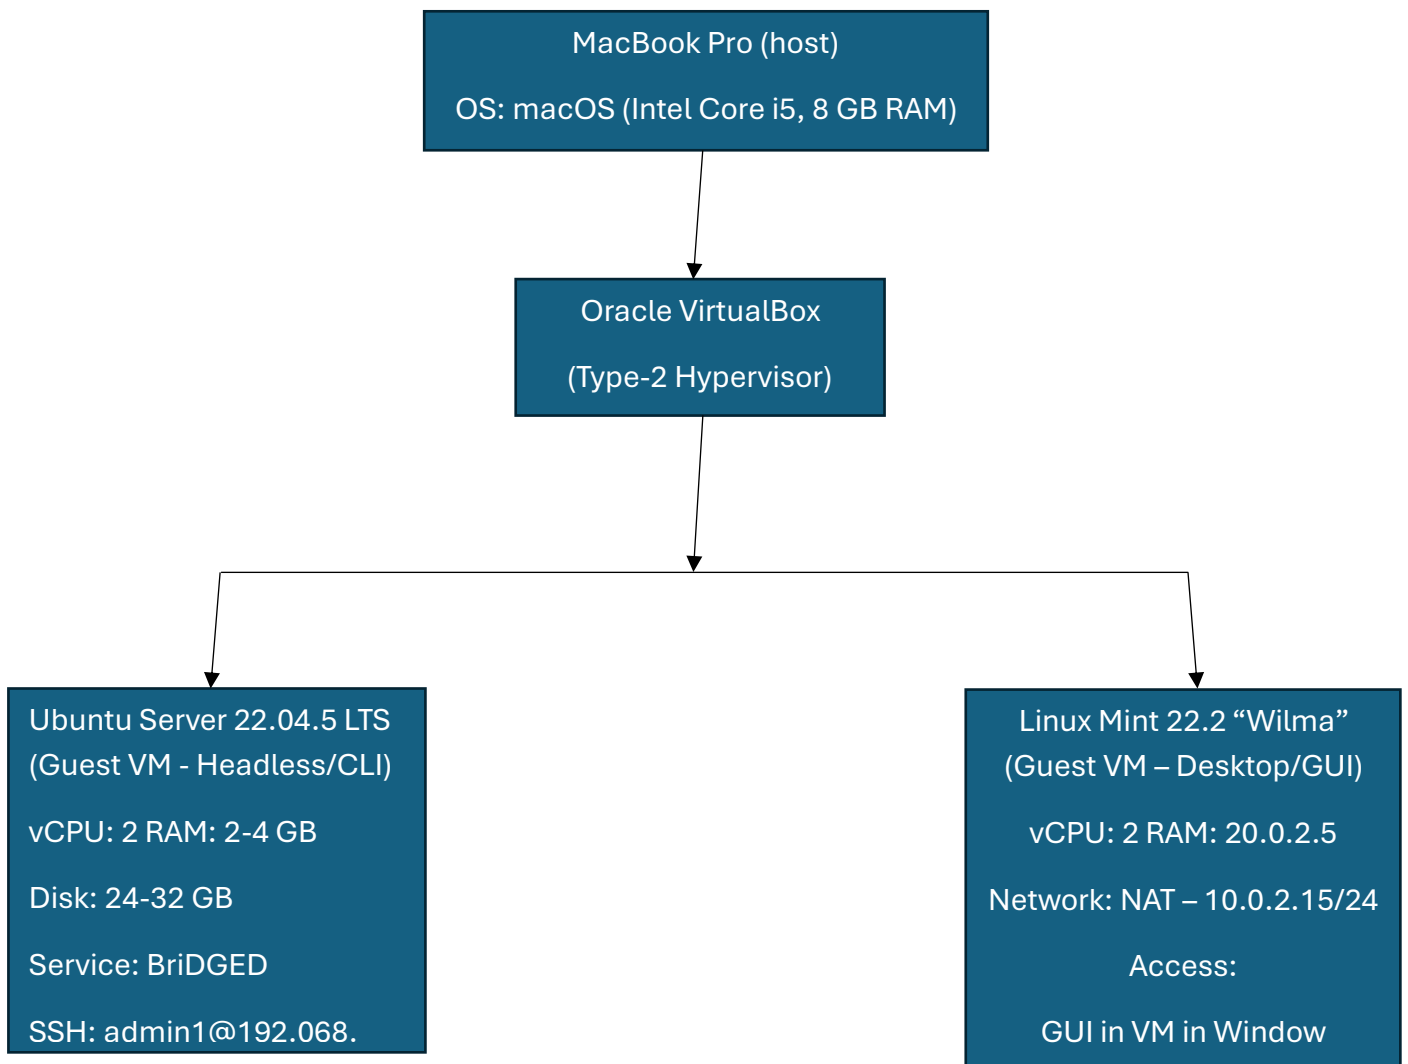 MacBook Pro (host)
OS: macOS (Intel Core i5, 8 GB RAM)
Oracle VirtualBox
(Type-2 Hypervisor)
Ubuntu Server 22.04.5 LTS
(Guest VM - Headless/CLI)
vCPU: 2 RAM: 2-4 GB
Disk: 24-32 GB
Service: BriDGED
SSH: admin1@192.068.
Linux Mint 22.2 “Wilma”
(Guest VM – Desktop/GUI)
vCPU: 2 RAM: 20.0.2.5
Network: NAT – 10.0.2.15/24
Access:
GUI in VM in Window